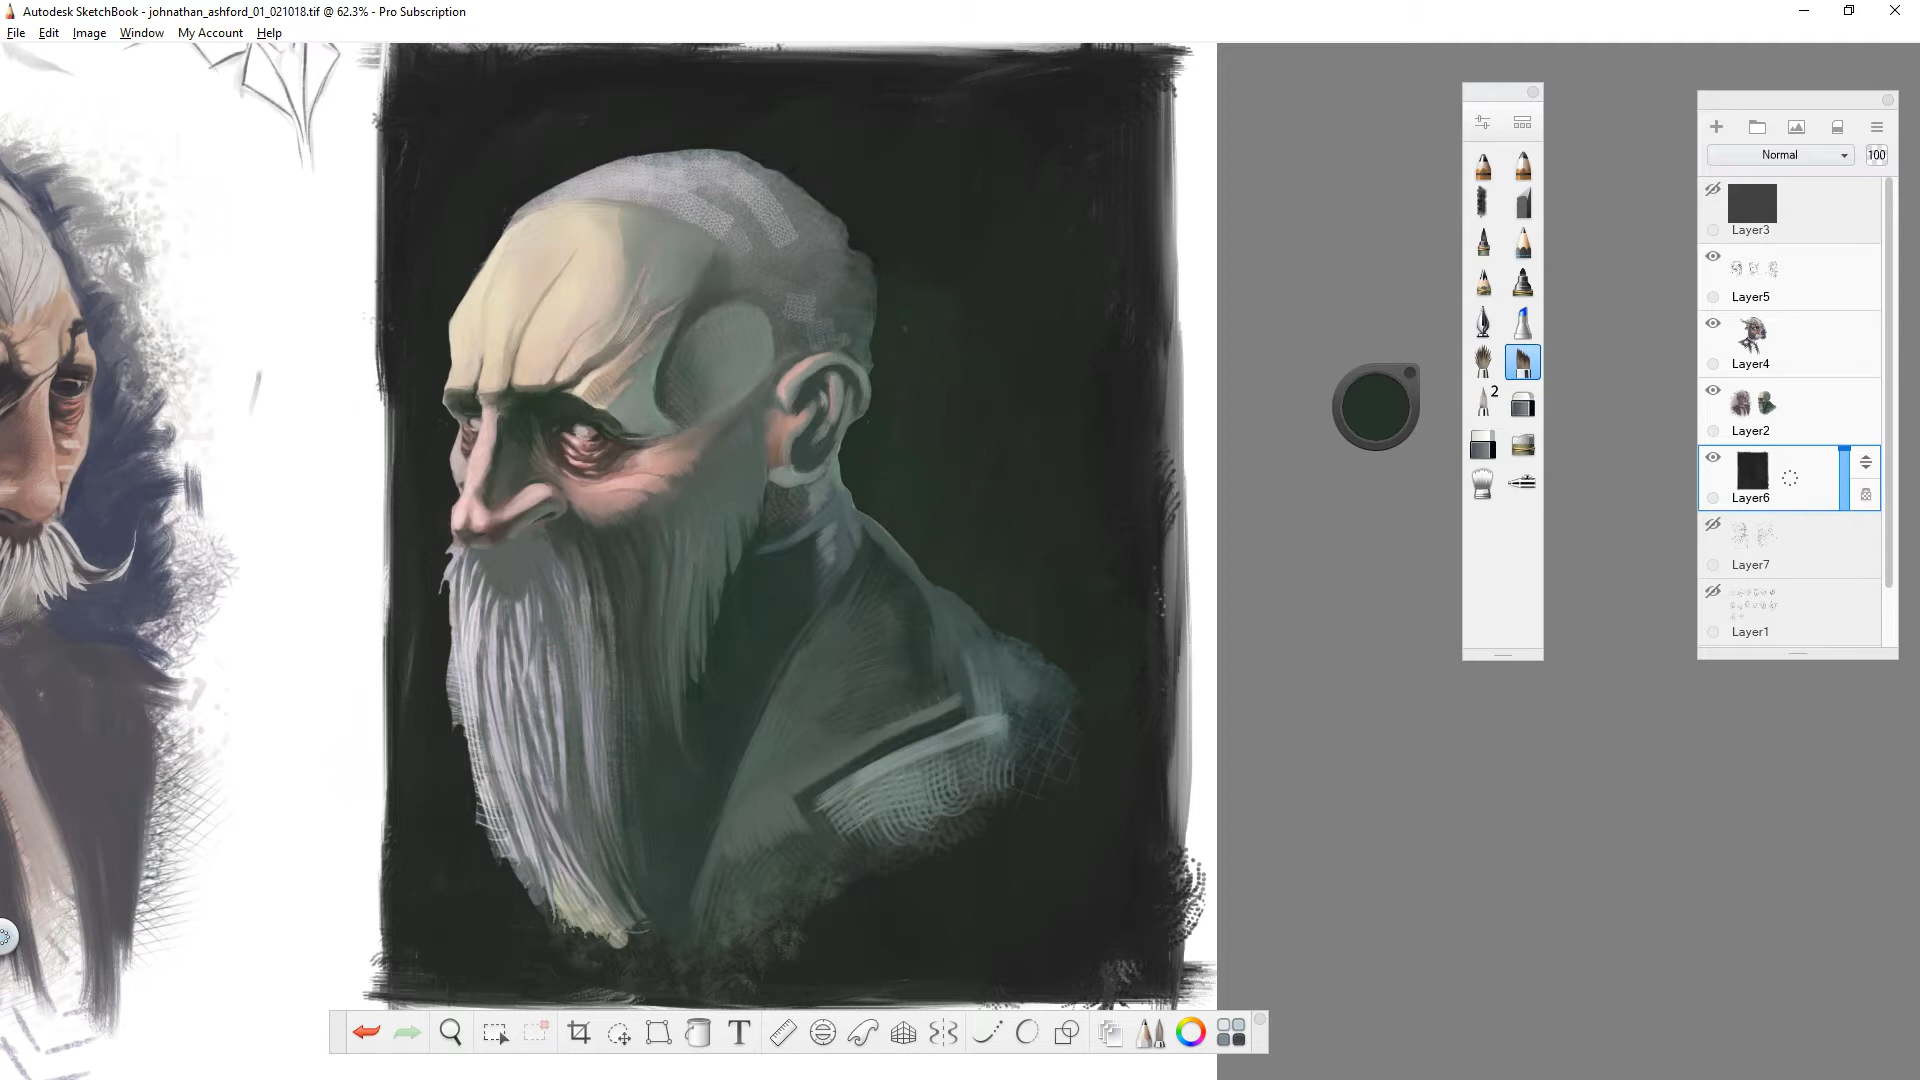 Autodesk SketchBook - johnathan_ashford_01_021018.tif @ 62.3% - Pro Subscription
File Edit Image Window My Account Help
Normal 100
Layer3
Layer5
Layer4
Layer2
Layer6
Layer7
Layer1
2
T